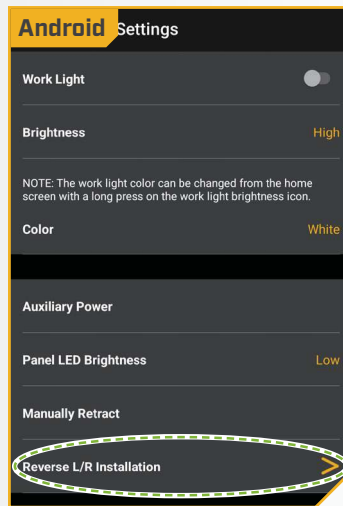 Android Settings
Work Light
Brightness High
NOTE: The work light color can be changed from the home
screen with a long press on the work light brightness icon.
Color White
Auxiliary Power
Panel LED Brightness Low
Manually Retract
Reverse L/R Installation